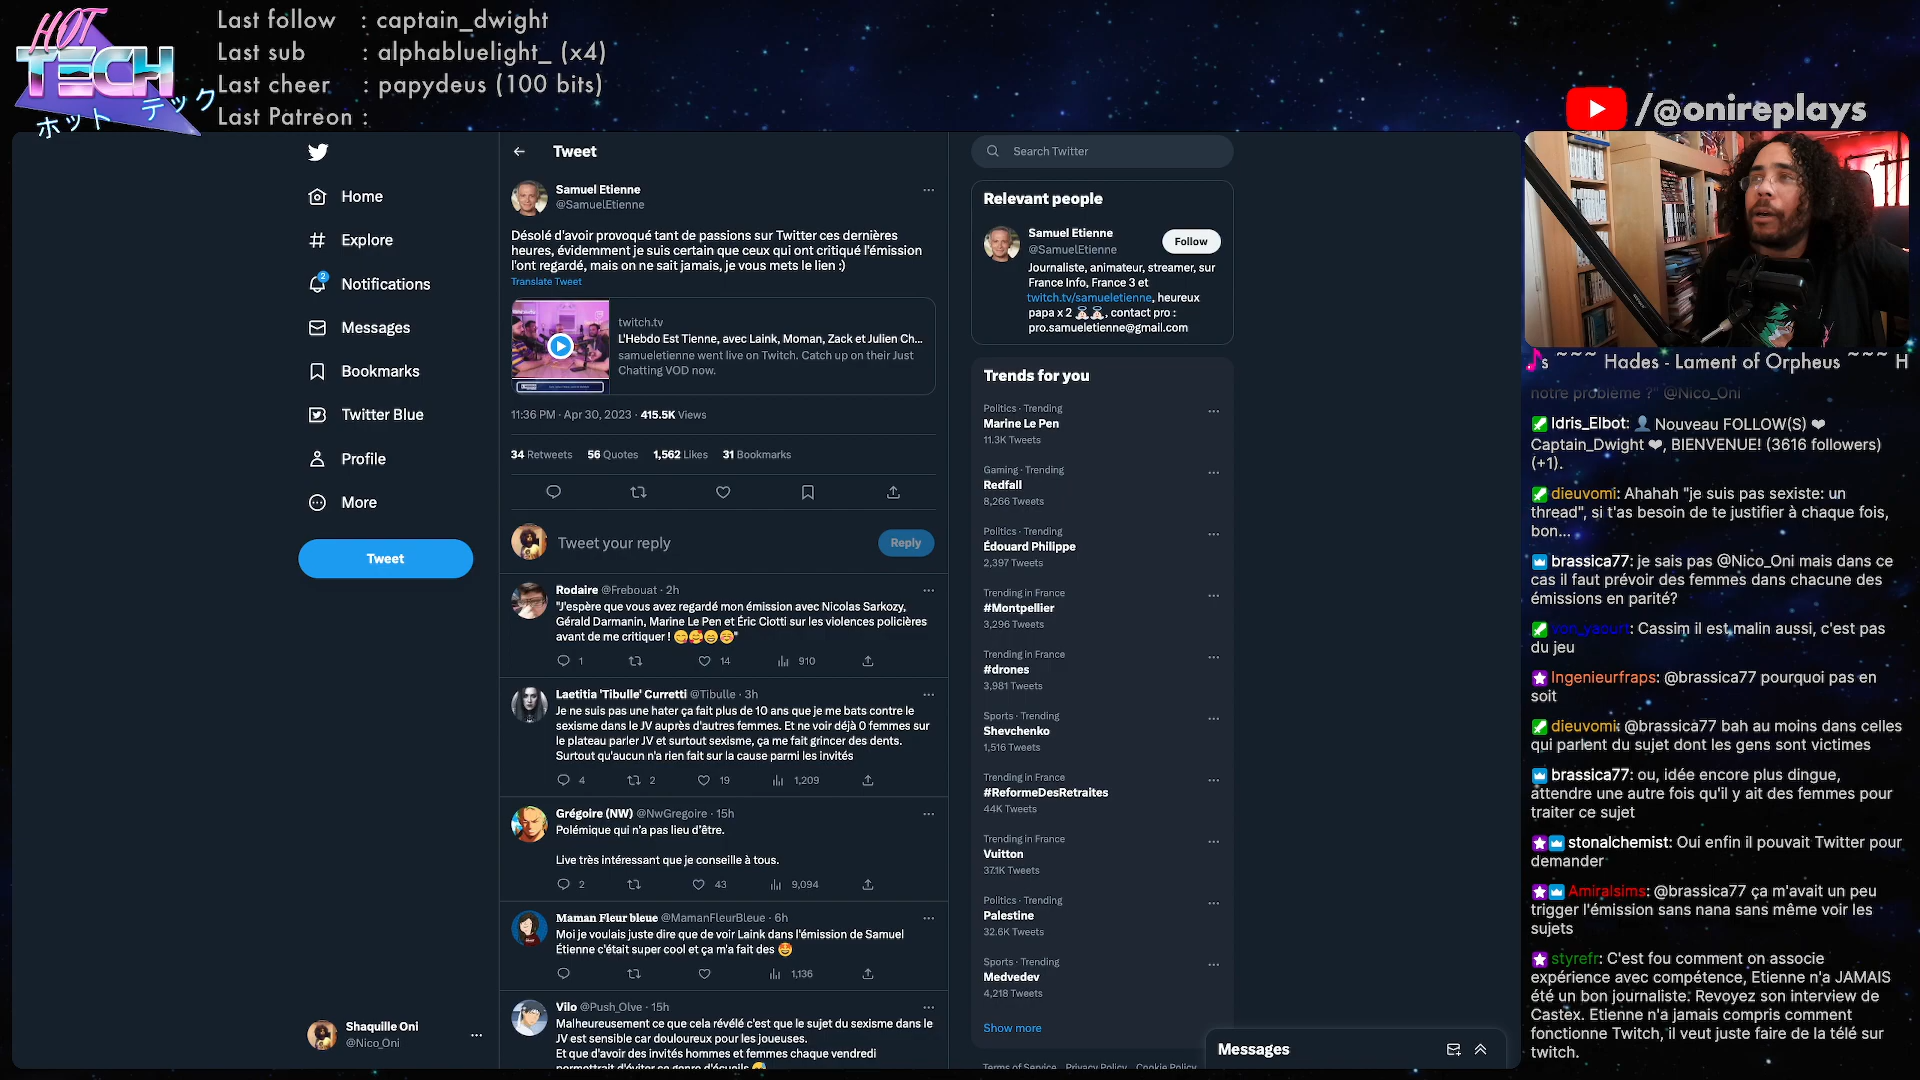 HOT
TECH
ホット テック
Last follow : captain_dwight
Last sub : alphabluelight_ (x4)
Last cheer : papydeus (100 bits)
Last Patreon :
/@onireplays
Home
Explore
2
Notifications
Messages
Bookmarks
Twitter Blue
Profile
More
Tweet
Shaquille Oni
@Nico_Oni
Tweet
Samuel Etienne
@SamuelEtienne
Désolé d'avoir provoqué tant de passions sur Twitter ces dernières
heures, évidemment je suis certain que ceux qui ont critiqué l'émission
l'ont regardé, mais on ne sait jamais, je vous mets le lien :)
Translate Tweet
twitch.tv
L'Hebdo Est Tienne, avec Laink, Moman, Zack et Julien Ch...
samueletienne went live on Twitch. Catch up on their Just
Chatting VOD now.
11:36 PM · Apr 30, 2023 · 415.5K Views
34 Retweets 56 Quotes 1,562 Likes 31 Bookmarks
Tweet your reply
Reply
Rodaire @Frebouat · 2h
"J'espère que vous avez regardé mon émission avec Nicolas Sarkozy,
Gérald Darmanin, Marine Le Pen et Éric Ciotti sur les violences policières
avant de me critiquer ! 😋🥰😄☺️"
1 14 910
Laetitia 'Tibulle' Curretti @Tibulle · 3h
Je ne suis pas une hater ça fait plus de 10 ans que je me bats contre le
sexisme dans le JV auprès d'autres femmes. Et ne voir déjà 0 femmes sur
le plateau parler JV et surtout sexisme, ça me fait grincer des dents.
Surtout qu'aucun n'a rien fait sur la cause parmi les invités
4 2 19 1,209
Grégoire (NW) @NwGregoire · 15h
Polémique qui n'a pas lieu d'être.
Live très intéressant que je conseille à tous.
2 43 9,094
Maman Fleur bleue @MamanFleurBleue · 6h
Moi je voulais juste dire que de voir Laink dans l'émission de Samuel
Étienne c'était super cool et ça m'a fait des 🤩
1,136
Vilo @Push_Olve · 15h
Malheureusement ce que cela révélé c'est que le sujet du sexisme dans le
JV est sensible car douloureux pour les joueuses.
Et que d'avoir des invités hommes et femmes chaque vendredi
permettrait d'éviter ce genre d'écueils
Search Twitter
Relevant people
Samuel Etienne
@SamuelEtienne
Follow
Journaliste, animateur, streamer, sur
France Info, France 3 et
twitch.tv/samueletienne, heureux
papa x 2 👼🏻👼🏻, contact pro :
pro.samueletienne@gmail.com
Trends for you
Politics · Trending
Marine Le Pen
11.3K Tweets
Gaming · Trending
Redfall
8,266 Tweets
Politics · Trending
Édouard Philippe
2,397 Tweets
Trending in France
#Montpellier
3,296 Tweets
Trending in France
#drones
3,981 Tweets
Sports · Trending
Shevchenko
1,516 Tweets
Trending in France
#ReformeDesRetraites
44K Tweets
Trending in France
Vuitton
37.1K Tweets
Politics · Trending
Palestine
32.6K Tweets
Sports · Trending
Medvedev
4,218 Tweets
Show more
Terms of Service Privacy Policy Cookie Policy
Messages
s ~~~ Hades - Lament of Orpheus ~~~ H
notre problème ?" @Nico_Oni
Idris_Elbot: 👤 Nouveau FOLLOW(S) ❤
Captain_Dwight ❤, BIENVENUE! (3616 followers)
(+1).
dieuvomi: Ahahah "je suis pas sexiste: un
thread", si t'as besoin de te justifier à chaque fois,
bon...
brassica77: je sais pas @Nico_Oni mais dans ce
cas il faut prévoir des femmes dans chacune des
émissions en parité?
von_yaourt: Cassim il est malin aussi, c'est pas
du jeu
Ingenieurfraps: @brassica77 pourquoi pas en
soit
dieuvomi: @brassica77 bah au moins dans celles
qui parlent du sujet dont les gens sont victimes
brassica77: ou, idée encore plus dingue,
attendre une autre fois qu'il y ait des femmes pour
traiter ce sujet
stonalchemist: Oui enfin il pouvait Twitter pour
demander
Amiralsims: @brassica77 ça m'avait un peu
trigger l'émission sans nana sans même voir les
sujets
styrefr: C'est fou comment on associe
expérience avec compétence, Etienne n'a JAMAIS
été un bon journaliste. Revoyez son interview de
Castex. Etienne n'a jamais compris comment
fonctionne Twitch, il veut juste faire de la télé sur
twitch.